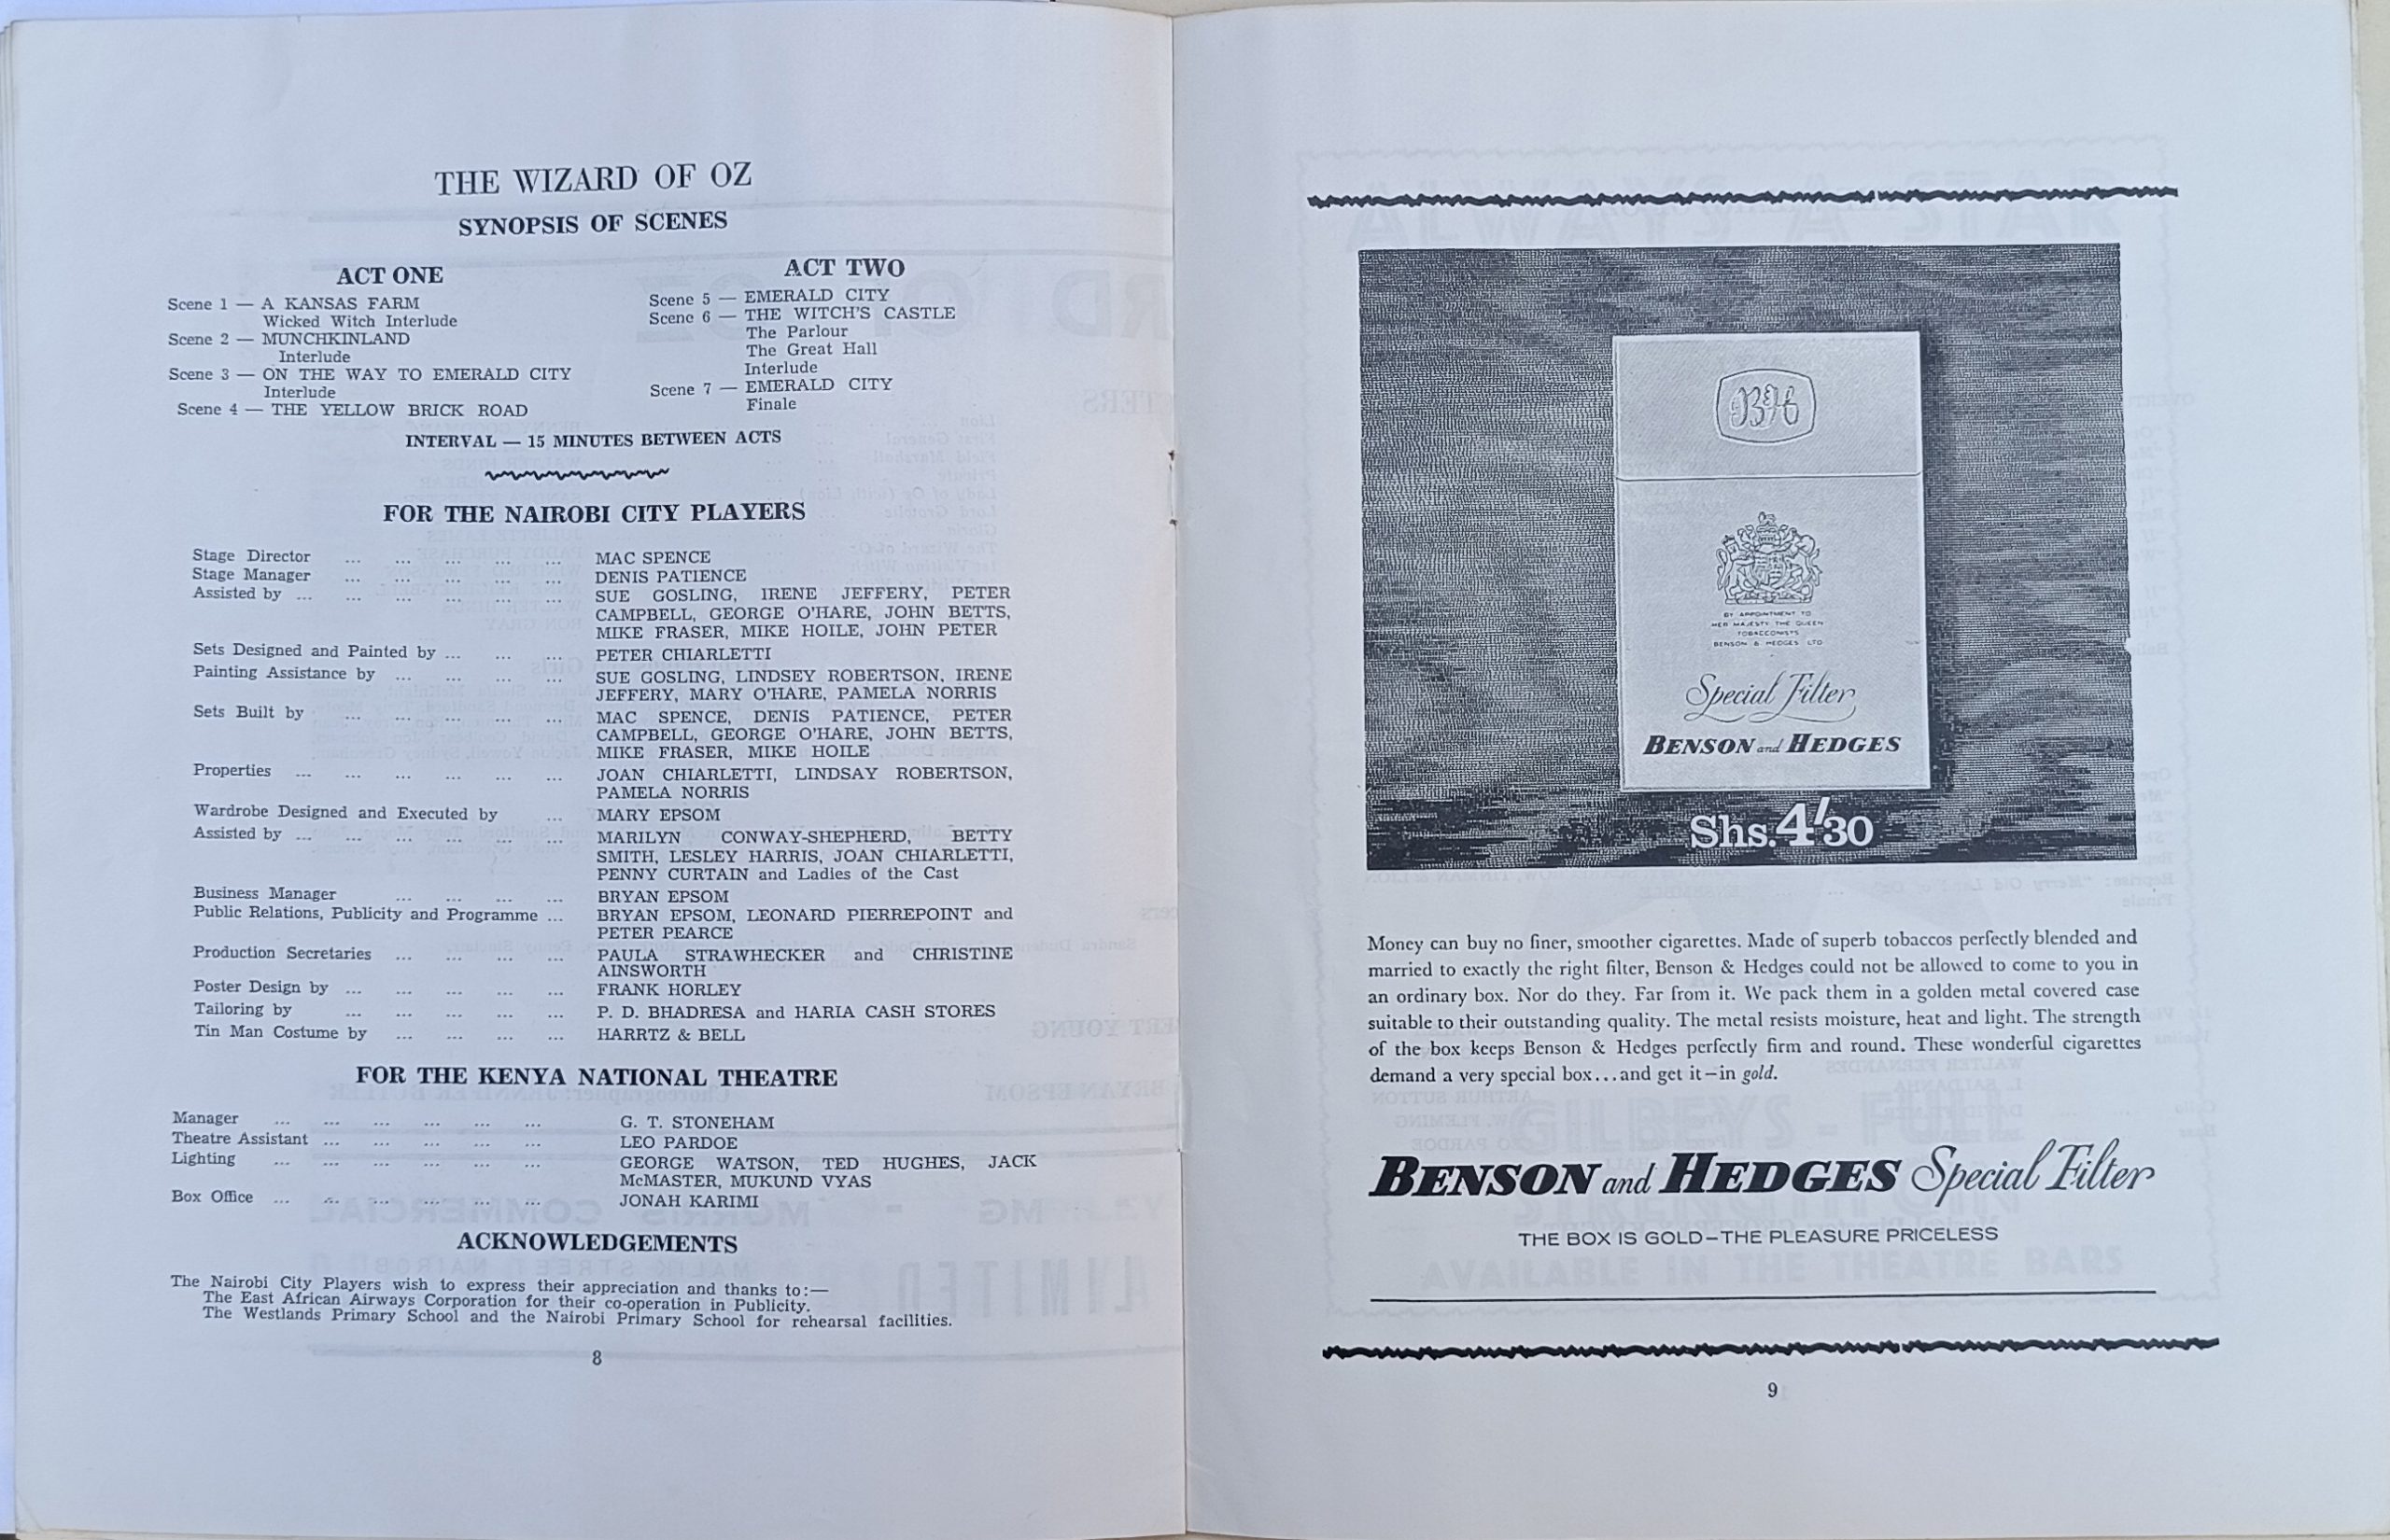 THE WIZARD OF OZ
SYNOPSIS OF SCENES
ACT ONE
Scene 1 — A KANSAS FARM
Wicked Witch Interlude
Scene 2 — MUNCHKINLAND
Interlude
Scene 3 — ON THE WAY TO EMERALD CITY
Interlude
Scene 4 — THE YELLOW BRICK ROAD
ACT TWO
Scene 5 — EMERALD CITY
Scene 6 — THE WITCH'S CASTLE
The Parlour
The Great Hall
Interlude
Scene 7 — EMERALD CITY
Finale
INTERVAL — 15 MINUTES BETWEEN ACTS
FOR THE NAIROBI CITY PLAYERS
Stage Director ... ... ... ... ... MAC SPENCE
Stage Manager ... ... ... ... ... DENIS PATIENCE
Assisted by ... ... ... ... ... ... SUE GOSLING, IRENE JEFFERY, PETER
CAMPBELL, GEORGE O'HARE, JOHN BETTS,
MIKE FRASER, MIKE HOILE, JOHN PETER
Sets Designed and Painted by ... ... ... PETER CHIARLETTI
Painting Assistance by ... ... ... ... SUE GOSLING, LINDSEY ROBERTSON, IRENE
JEFFERY, MARY O'HARE, PAMELA NORRIS
Sets Built by ... ... ... ... ... MAC SPENCE, DENIS PATIENCE, PETER
CAMPBELL, GEORGE O'HARE, JOHN BETTS,
MIKE FRASER, MIKE HOILE
Properties ... ... ... ... ... ... JOAN CHIARLETTI, LINDSAY ROBERTSON,
PAMELA NORRIS
Wardrobe Designed and Executed by ... MARY EPSOM
Assisted by ... ... ... ... ... ... MARILYN CONWAY-SHEPHERD, BETTY
SMITH, LESLEY HARRIS, JOAN CHIARLETTI,
PENNY CURTAIN and Ladies of the Cast
Business Manager ... ... ... ... BRYAN EPSOM
Public Relations, Publicity and Programme ... BRYAN EPSOM, LEONARD PIERREPOINT and
PETER PEARCE
Production Secretaries ... ... ... ... PAULA STRAWHECKER and CHRISTINE
AINSWORTH
Poster Design by ... ... ... ... ... FRANK HORLEY
Tailoring by ... ... ... ... ... P. D. BHADRESA and HARIA CASH STORES
Tin Man Costume by ... ... ... ... HARRTZ & BELL
FOR THE KENYA NATIONAL THEATRE
Manager ... ... ... ... ... ... G. T. STONEHAM
Theatre Assistant ... ... ... ... ... LEO PARDOE
Lighting ... ... ... ... ... ... GEORGE WATSON, TED HUGHES, JACK
McMASTER, MUKUND VYAS
Box Office ... ... ... ... ... ... JONAH KARIMI
ACKNOWLEDGEMENTS
The Nairobi City Players wish to express their appreciation and thanks to:—
The East African Airways Corporation for their co-operation in Publicity.
The Westlands Primary School and the Nairobi Primary School for rehearsal facilities.
8
B&H
BY APPOINTMENT TO
HER MAJESTY THE QUEEN
TOBACCONISTS
BENSON & HEDGES LTD
Special Filter
BENSON and HEDGES
Shs. 4/30
Money can buy no finer, smoother cigarettes. Made of superb tobaccos perfectly blended and
married to exactly the right filter, Benson & Hedges could not be allowed to come to you in
an ordinary box. Nor do they. Far from it. We pack them in a golden metal covered case
suitable to their outstanding quality. The metal resists moisture, heat and light. The strength
of the box keeps Benson & Hedges perfectly firm and round. These wonderful cigarettes
demand a very special box...and get it—in gold.
BENSON and HEDGES Special Filter
THE BOX IS GOLD—THE PLEASURE PRICELESS
9